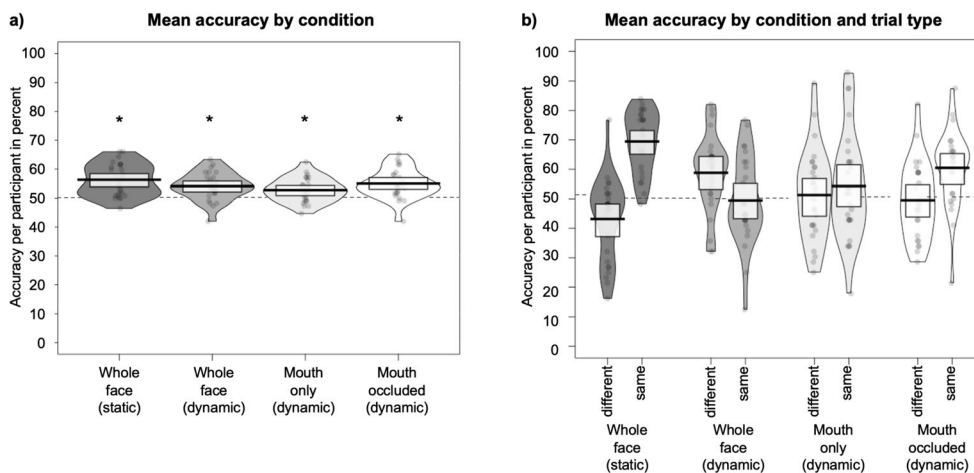 a) Mean accuracy by condition
Accuracy per participant in percent
100
90
80
70
60
50
40
30
20
10
0
* * * *
Whole face (static)
Whole face (dynamic)
Mouth only (dynamic)
Mouth occluded (dynamic)
b) Mean accuracy by condition and trial type
Accuracy per participant in percent
100
90
80
70
60
50
40
30
20
10
0
different same different same different same different same
Whole face (static)
Whole face (dynamic)
Mouth only (dynamic)
Mouth occluded (dynamic)